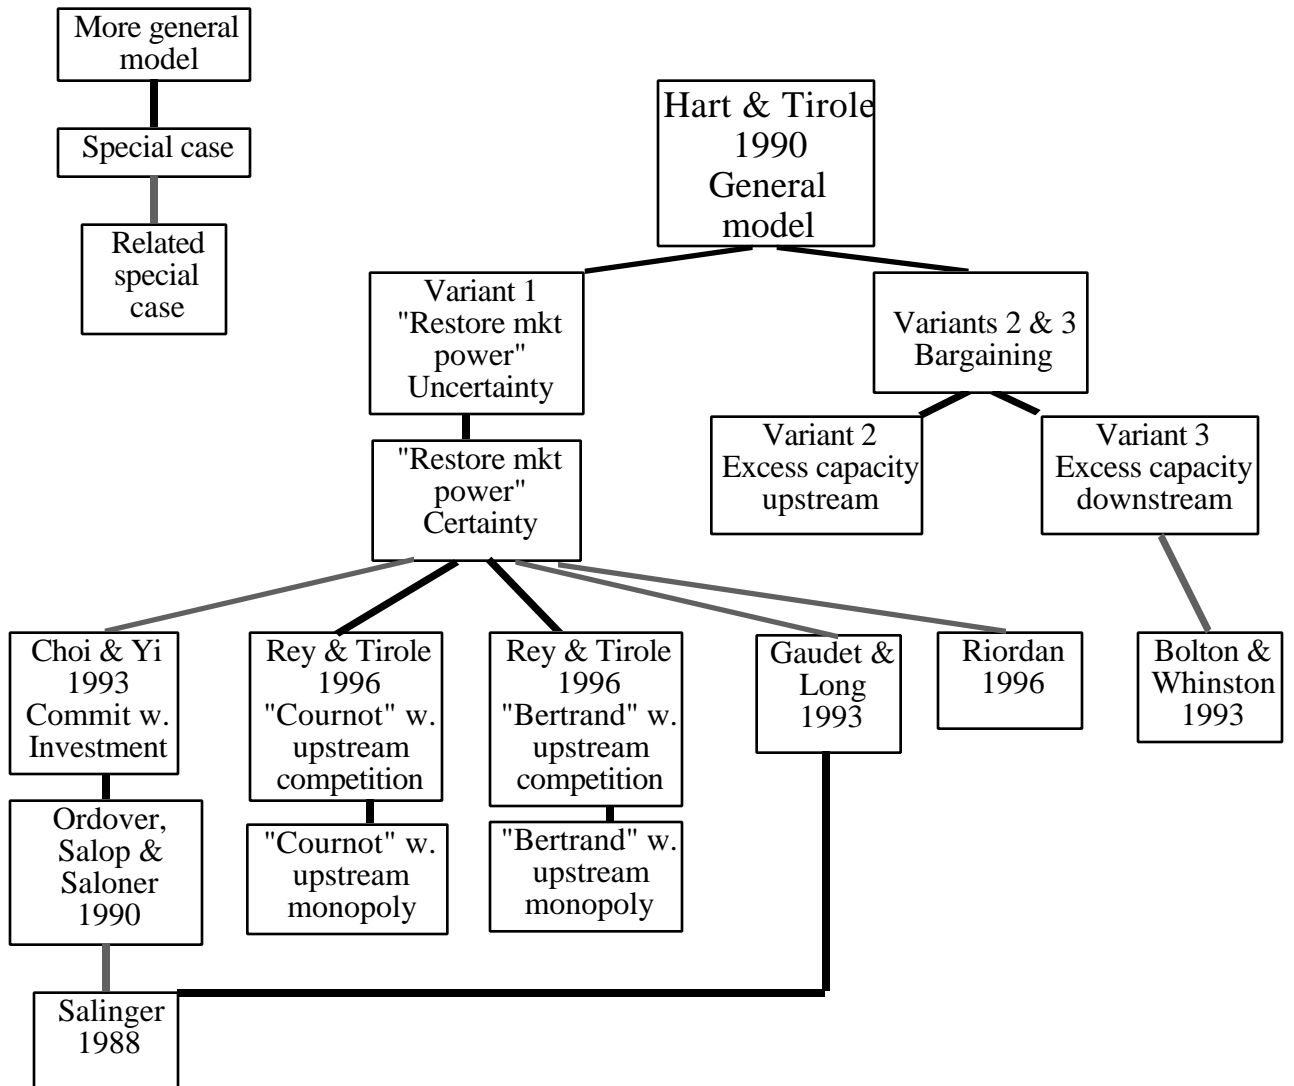 More general
model
Special case
Related
special
case
Hart & Tirole
1990
General
model
Variant 1
"Restore mkt
power"
Uncertainty
Variants 2 & 3
Bargaining
"Restore mkt
power"
Certainty
Variant 2
Excess capacity
upstream
Variant 3
Excess capacity
downstream
Choi & Yi
1993
Commit w.
Investment
Rey & Tirole
1996
"Cournot" w.
upstream
competition
Rey & Tirole
1996
"Bertrand" w.
upstream
competition
Gaudet &
Long
1993
Riordan
1996
Bolton &
Whinston
1993
Ordover,
Salop &
Saloner
1990
"Cournot" w.
upstream
monopoly
"Bertrand" w.
upstream
monopoly
Salinger
1988